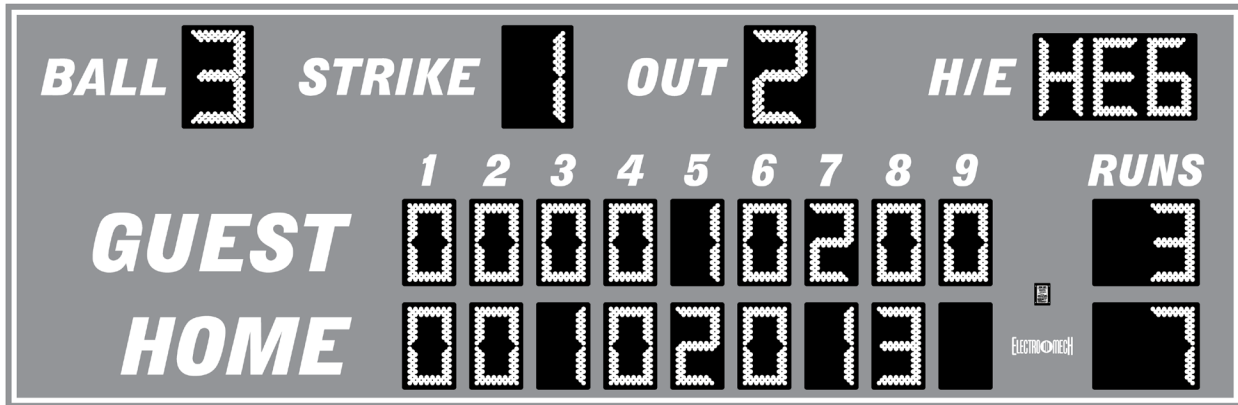 BALL 3 STRIKE 1 OUT 2 H/E HE6
1 2 3 4 5 6 7 8 9 RUNS
GUEST 0 0 0 0 1 0 2 0 0 3
HOME 0 0 1 0 2 0 1 3 7
ELECTRO MECH